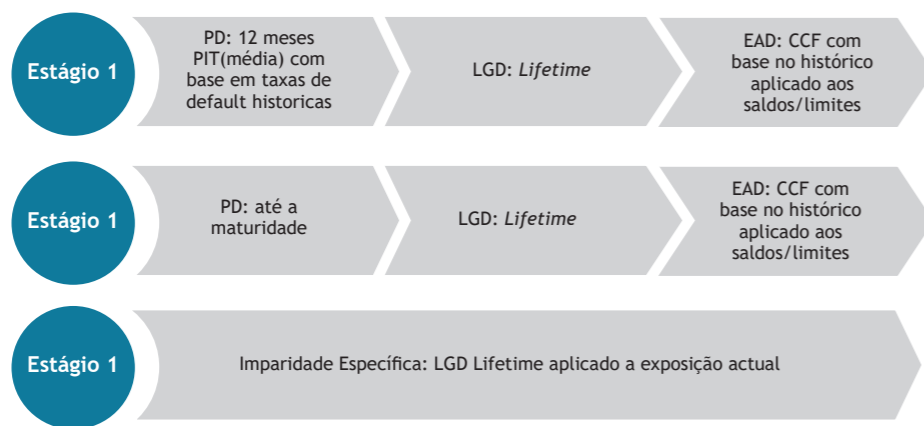 Estágio 1
PD: 12 meses
PIT(média) com
base em taxas de
default historicas
LGD: Lifetime
EAD: CCF com
base no histórico
aplicado aos
saldos/limites
Estágio 1
PD: até a
maturidade
LGD: Lifetime
EAD: CCF com
base no histórico
aplicado aos
saldos/limites
Estágio 1
Imparidade Específica: LGD Lifetime aplicado a exposição actual